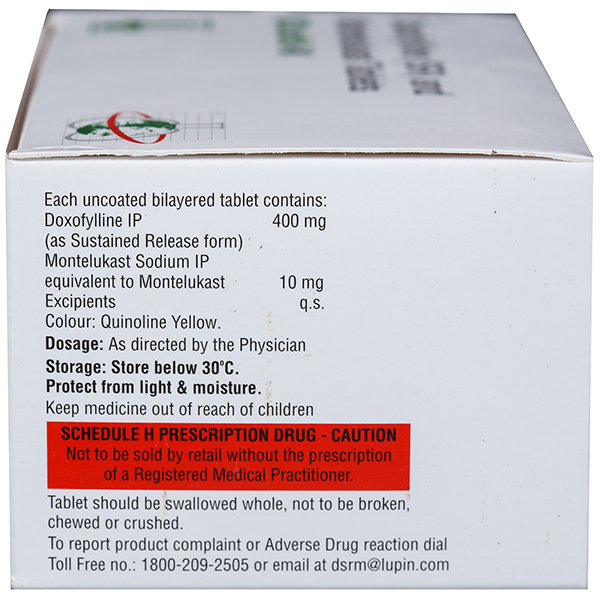 Each uncoated bilayered tablet contains:
Doxofylline IP 400 mg
(as Sustained Release form)
Montelukast Sodium IP
equivalent to Montelukast 10 mg
Excipients q.s.
Colour: Quinoline Yellow.
Dosage: As directed by the Physician
Storage: Store below 30°C.
Protect from light & moisture.
Keep medicine out of reach of children
SCHEDULE H PRESCRIPTION DRUG - CAUTION
Not to be sold by retail without the prescription
of a Registered Medical Practitioner.
Tablet should be swallowed whole, not to be broken,
chewed or crushed.
To report product complaint or Adverse Drug reaction dial
Toll Free no.: 1800-209-2505 or email at dsrm@lupin.com